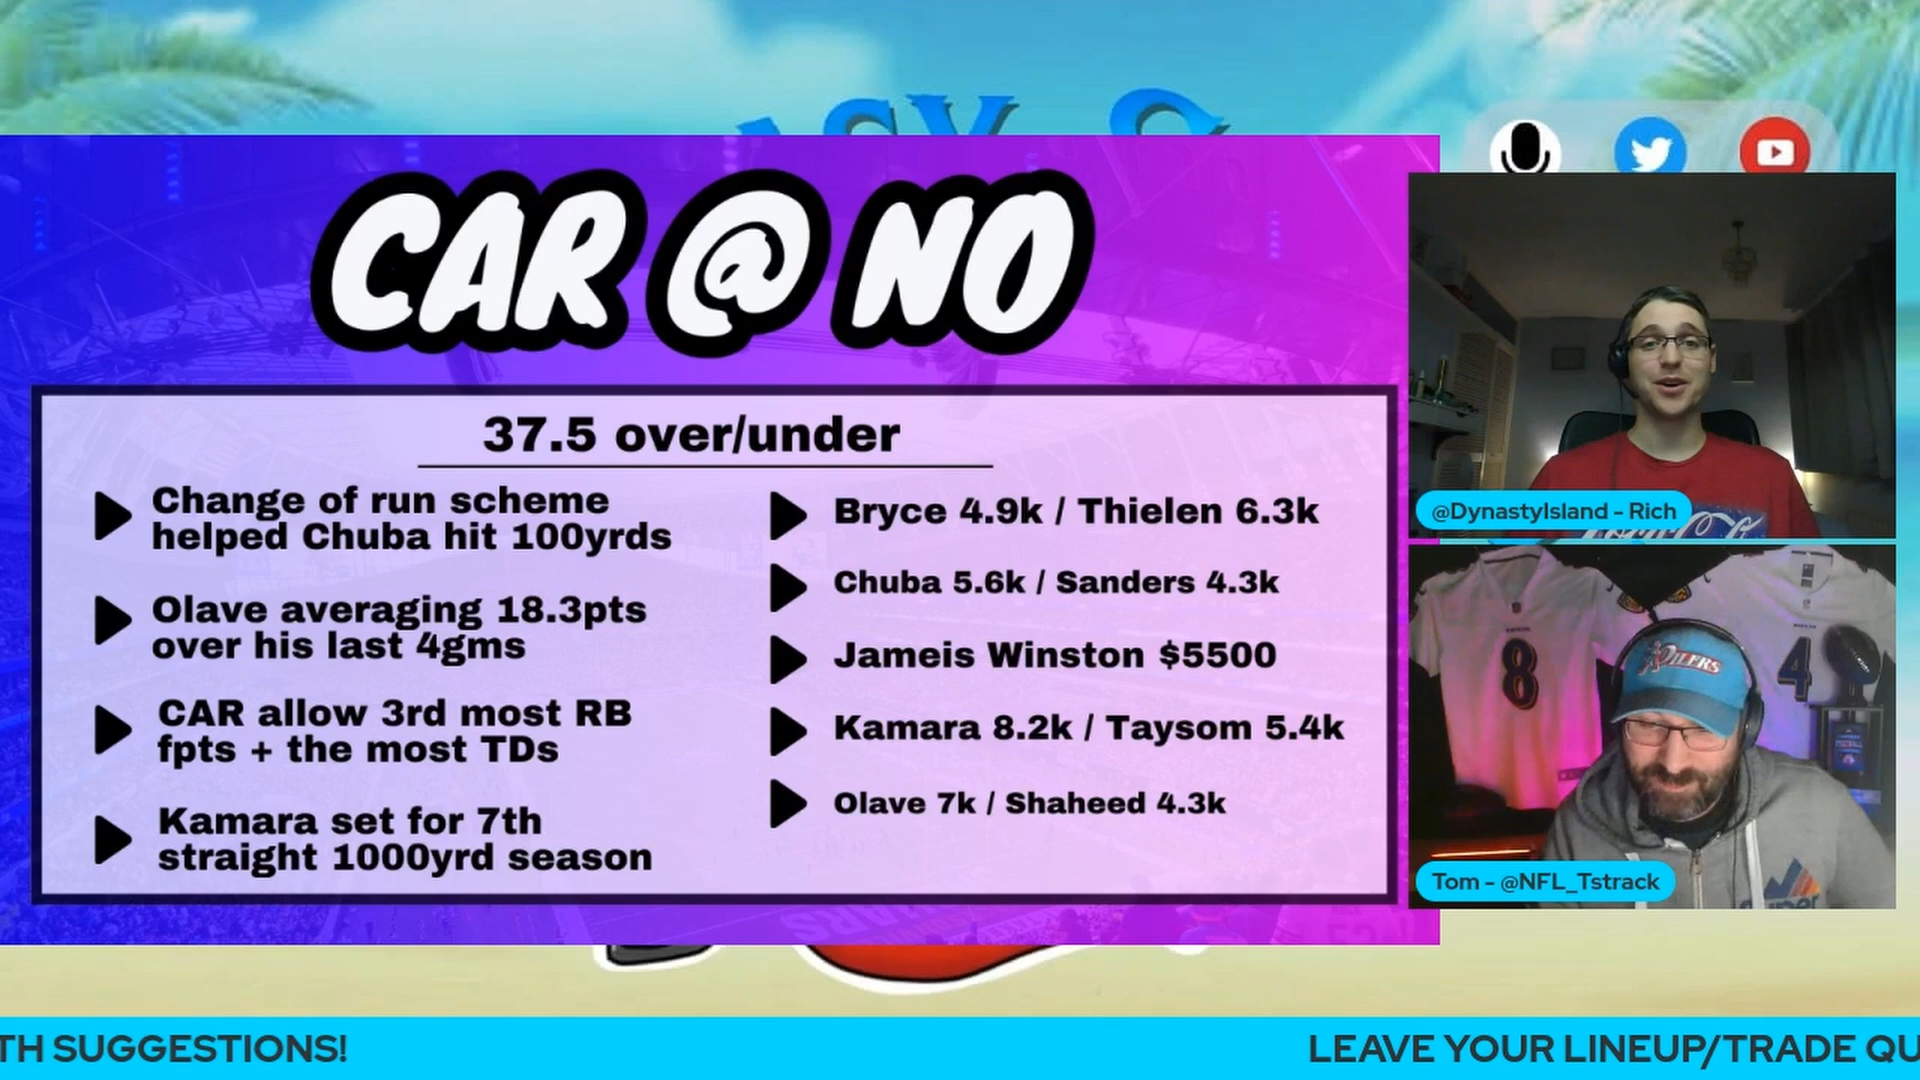 CAR @ NO
37.5 over/under
Change of run scheme
helped Chuba hit 100yrds
Olave averaging 18.3pts
over his last 4gms
CAR allow 3rd most RB
fpts + the most TDs
Kamara set for 7th
straight 1000yrd season
Bryce 4.9k / Thielen 6.3k
Chuba 5.6k / Sanders 4.3k
Jameis Winston $5500
Kamara 8.2k / Taysom 5.4k
Olave 7k / Shaheed 4.3k
@DynastyIsland - Rich
8
4
OILERS
Tom - @NFL_Tstrack
TH SUGGESTIONS!
LEAVE YOUR LINEUP/TRADE QU